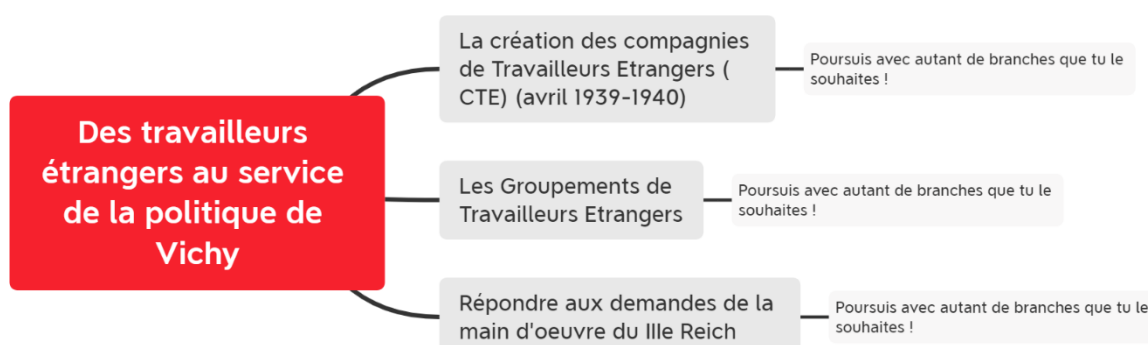 Des travailleurs
étrangers au service
de la politique de
Vichy
La création des compagnies
de Travailleurs Etrangers (
CTE) (avril 1939-1940)
Poursuis avec autant de branches que tu le
souhaites !
Les Groupements de
Travailleurs Etrangers
Poursuis avec autant de branches que tu le
souhaites !
Répondre aux demandes de la
main d'oeuvre du IIIe Reich
Poursuis avec autant de branches que tu le
souhaites !